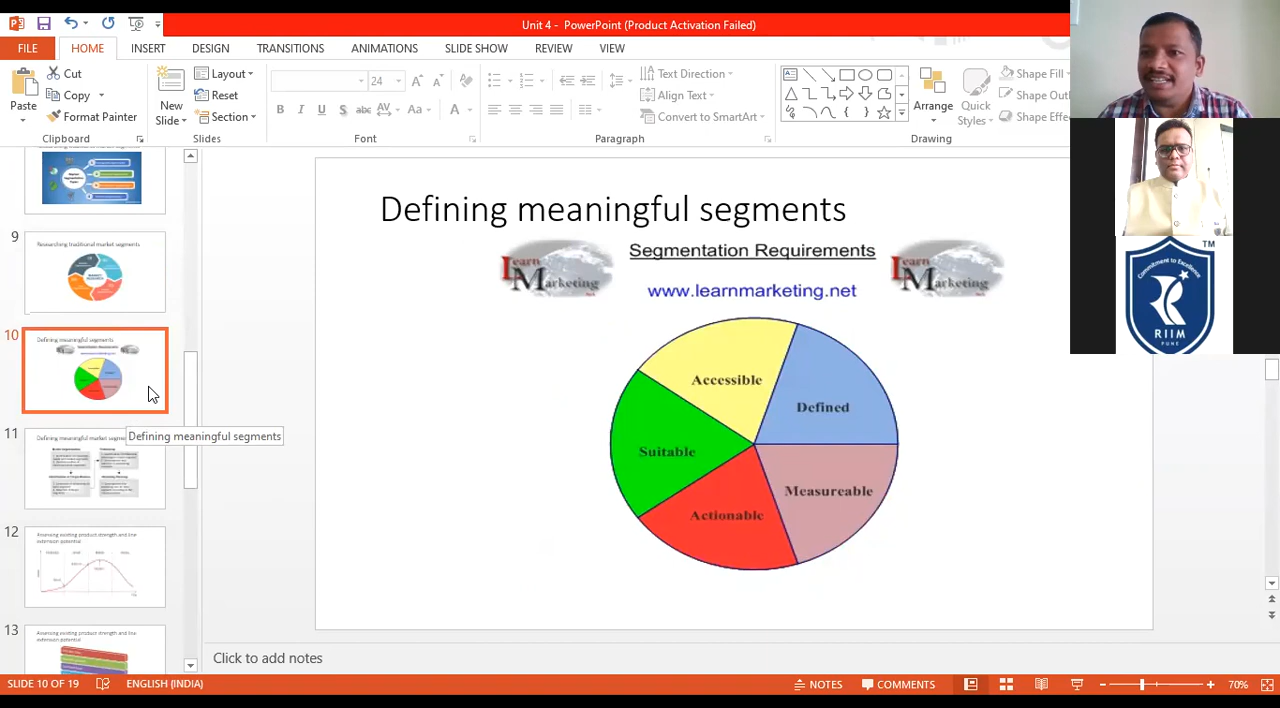 Unit 4 - PowerPoint (Product Activation Failed)
FILE HOME INSERT DESIGN TRANSITIONS ANIMATIONS SLIDE SHOW REVIEW VIEW
Paste
Cut
Copy
Format Painter
Clipboard
New
Slide
Layout
Reset
Section
Slides
24
B I U S abc AV Aa A
Font
Text Direction
Align Text
Convert to SmartArt
Paragraph
Arrange
Quick
Styles
Shape Fill
Shape Out
Shape Effe
Drawing
9
Researching traditional market segments
10
Defining meaningful segments
11
Defining meaningful market
Defining meaningful segments
12
Assessing existing product strength and line
extension potential
13
Assessing existing product strength and line
extension potential
Defining meaningful segments
Learn
Marketing
Segmentation Requirements
www.learnmarketing.net
Learn
Marketing
Accessible
Defined
Suitable
Measureable
Actionable
Commitment to Excellence
TM
RIIM
PUNE
Click to add notes
SLIDE 10 OF 19 ENGLISH (INDIA) NOTES COMMENTS 70%